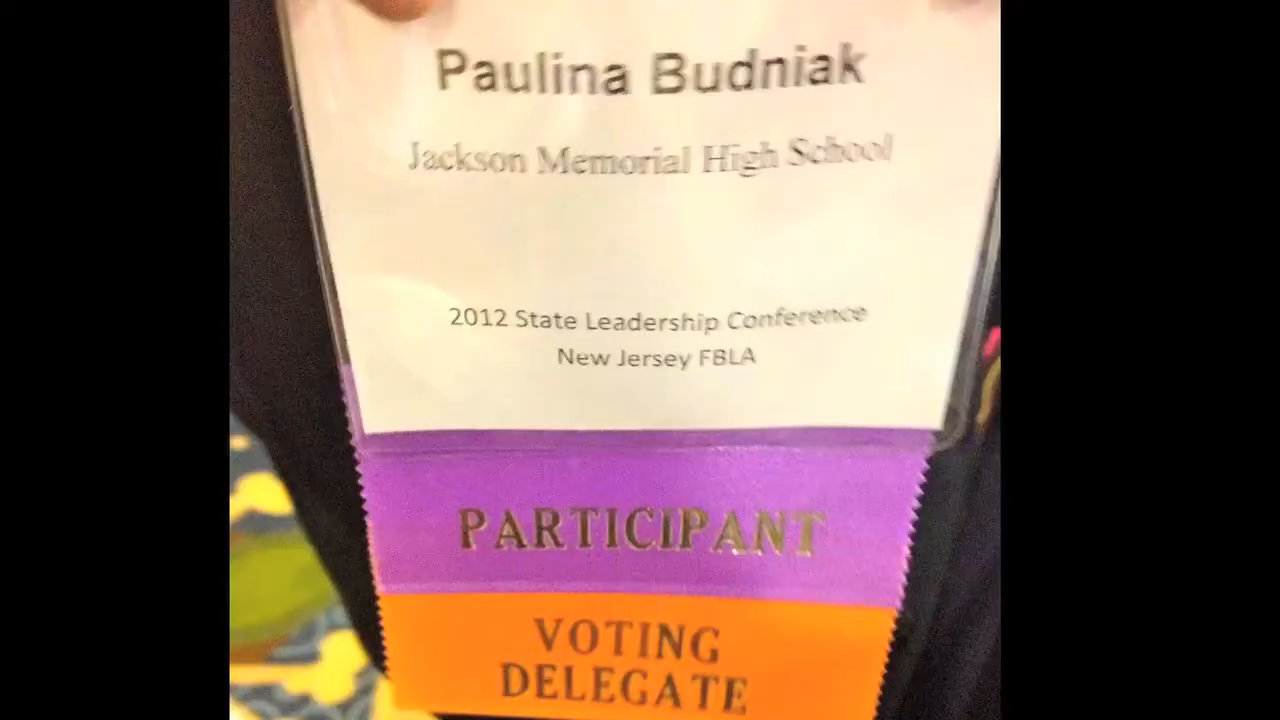 Paulina Budniak
Jackson Memorial High School
2012 State Leadership Conference
New Jersey FBLA
PARTICIPANT
VOTING
DELEGATE